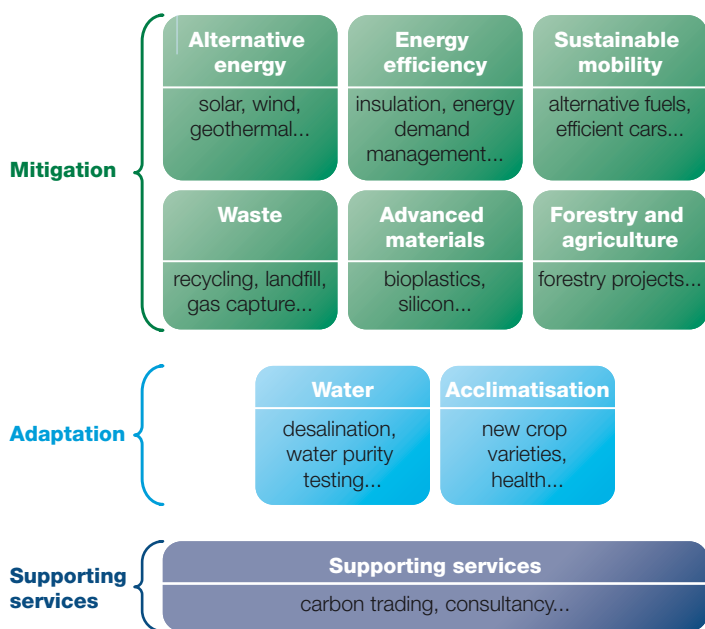 Mitigation
Alternative
energy
solar, wind,
geothermal...
Energy
efficiency
insulation, energy
demand
management...
Sustainable
mobility
alternative fuels,
efficient cars...
Waste
recycling, landfill,
gas capture...
Advanced
materials
bioplastics,
silicon...
Forestry and
agriculture
forestry projects...
Adaptation
Water
desalination,
water purity
testing...
Acclimatisation
new crop
varieties,
health...
Supporting
services
Supporting services
carbon trading, consultancy...